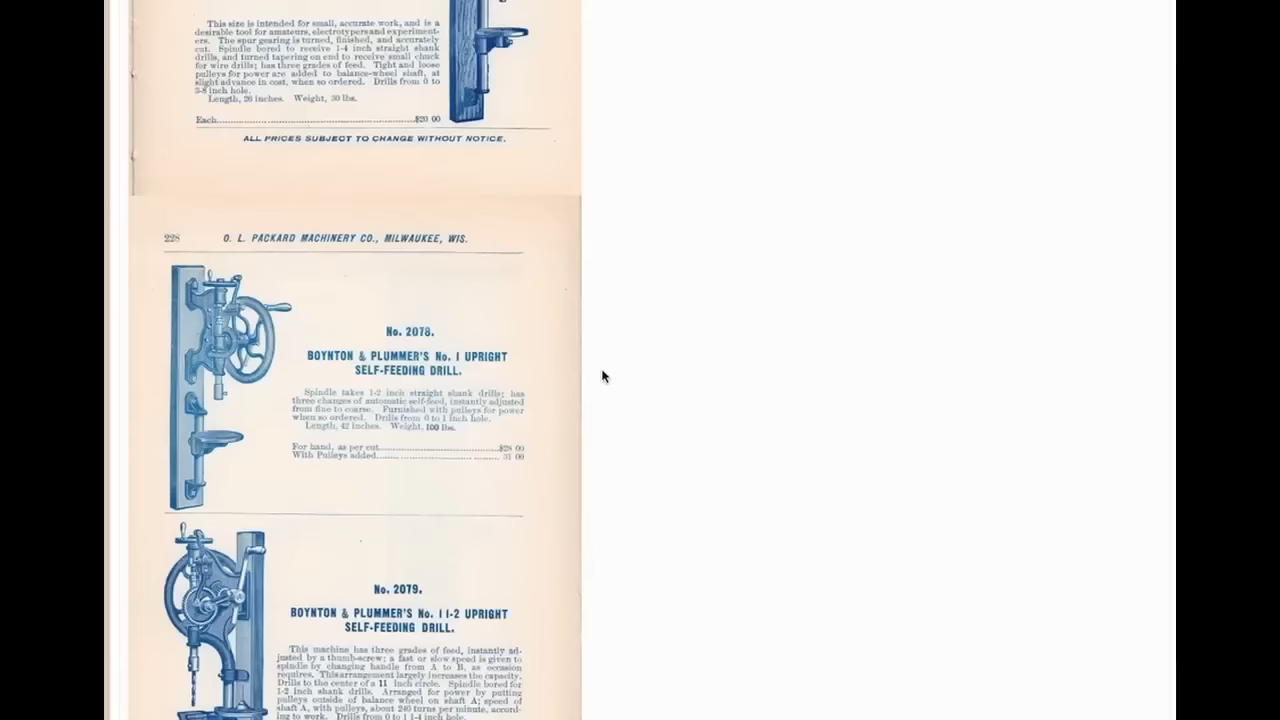 This size is intended for small, accurate work, and is a
desirable tool for amateurs, electrotypers and experiment-
ers. The spur gearing is turned, finished, and accurately
cut. Spindle bored to receive 1-4 inch straight shank
drills, and turned tapering on end to receive small chuck
for wire drills; has three grades of feed. Tight and loose
pulleys for power are added to balance-wheel shaft, at
slight advance in cost, when so ordered. Drills from 0 to
3-8 inch hole.
Length, 26 inches. Weight, 30 lbs.
Each..............................$20 00
ALL PRICES SUBJECT TO CHANGE WITHOUT NOTICE.
228 O. L. PACKARD MACHINERY CO., MILWAUKEE, WIS.
No. 2078.
BOYNTON & PLUMMER'S No. 1 UPRIGHT
SELF-FEEDING DRILL.
Spindle takes 1-2 inch straight shank drills; has
three changes of automatic self-feed, instantly adjusted
from fine to coarse. Furnished with pulleys for power
when so ordered. Drills from 0 to 1 inch hole.
Length, 42 inches. Weight, 100 lbs.
For hand, as per cut..............................$28 00
With Pulleys added.............................. 31 00
No. 2079.
BOYNTON & PLUMMER'S No. 1 1-2 UPRIGHT
SELF-FEEDING DRILL.
This machine has three grades of feed, instantly ad-
justed by a thumb-screw; a fast or slow speed is given to
spindle by changing handle from A to B, as occasion
requires. This arrangement largely increases the capacity.
Drills to the center of a 11 inch circle. Spindle bored for
1-2 inch shank drills. Arranged for power by putting
pulleys outside of balance wheel on shaft A; speed of
shaft A, with pulleys, about 240 turns per minute, accord-
ing to work. Drills from 0 to 1 1-4 inch hole.